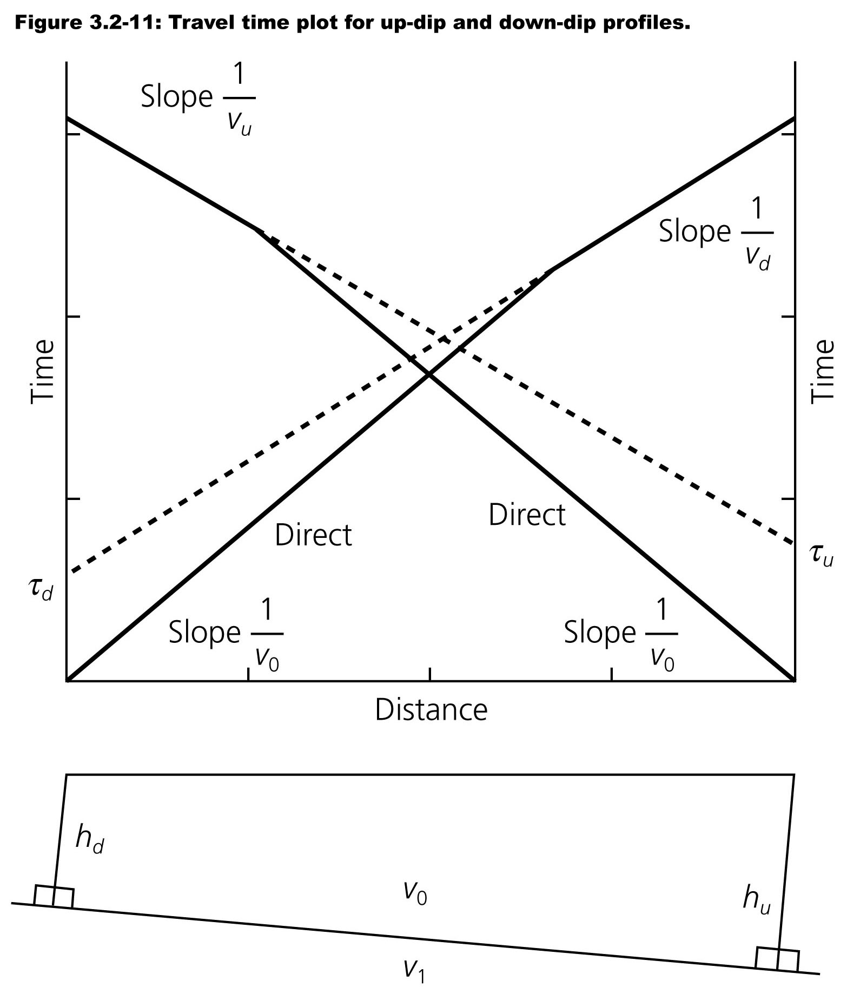 Figure 3.2-11: Travel time plot for up-dip and down-dip profiles.
Slope 1/v_u
Slope 1/v_d
Time
Time
Direct
Direct
τ_d
τ_u
Slope 1/v_0
Slope 1/v_0
Distance
h_d
v_0
h_u
v_1